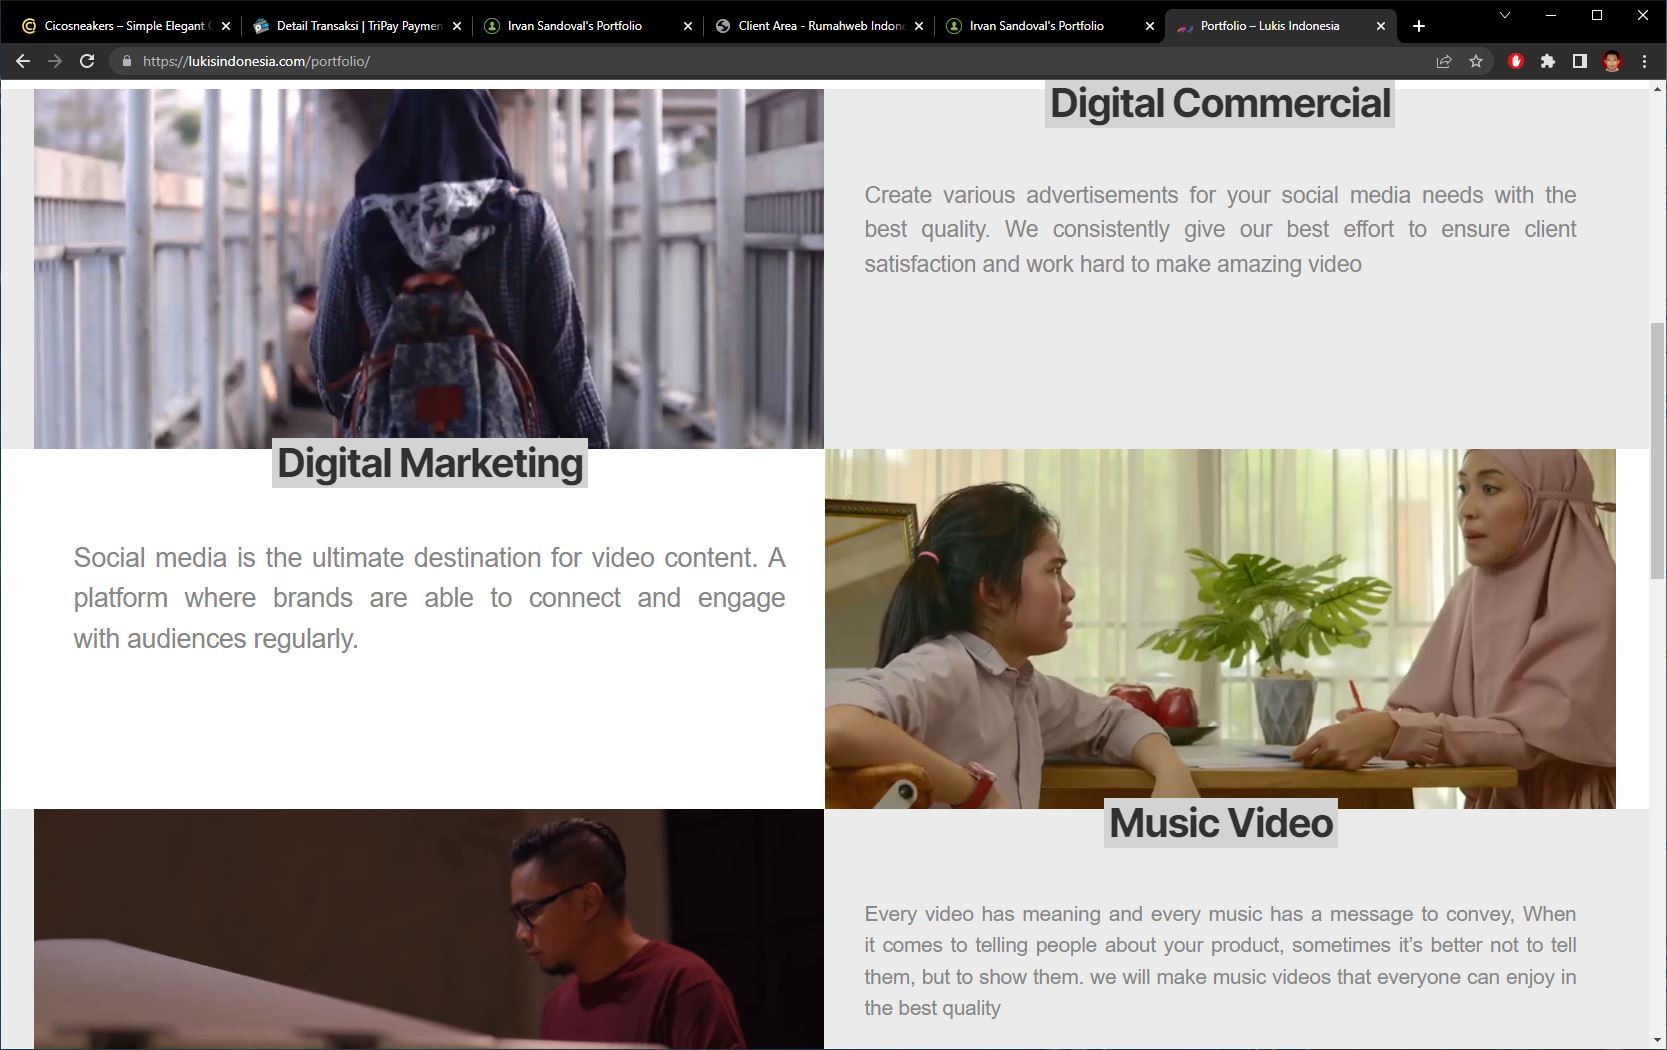 Cicosneakers – Simple Elegant
Detail Transaksi | TriPay Paymen
Irvan Sandoval's Portfolio
Client Area - Rumahweb Indone
Irvan Sandoval's Portfolio
Portfolio – Lukis Indonesia
https://lukisindonesia.com/portfolio/
Digital Commercial
Create various advertisements for your social media needs with the
best quality. We consistently give our best effort to ensure client
satisfaction and work hard to make amazing video
Digital Marketing
Social media is the ultimate destination for video content. A
platform where brands are able to connect and engage
with audiences regularly.
Music Video
Every video has meaning and every music has a message to convey, When
it comes to telling people about your product, sometimes it’s better not to tell
them, but to show them. we will make music videos that everyone can enjoy in
the best quality